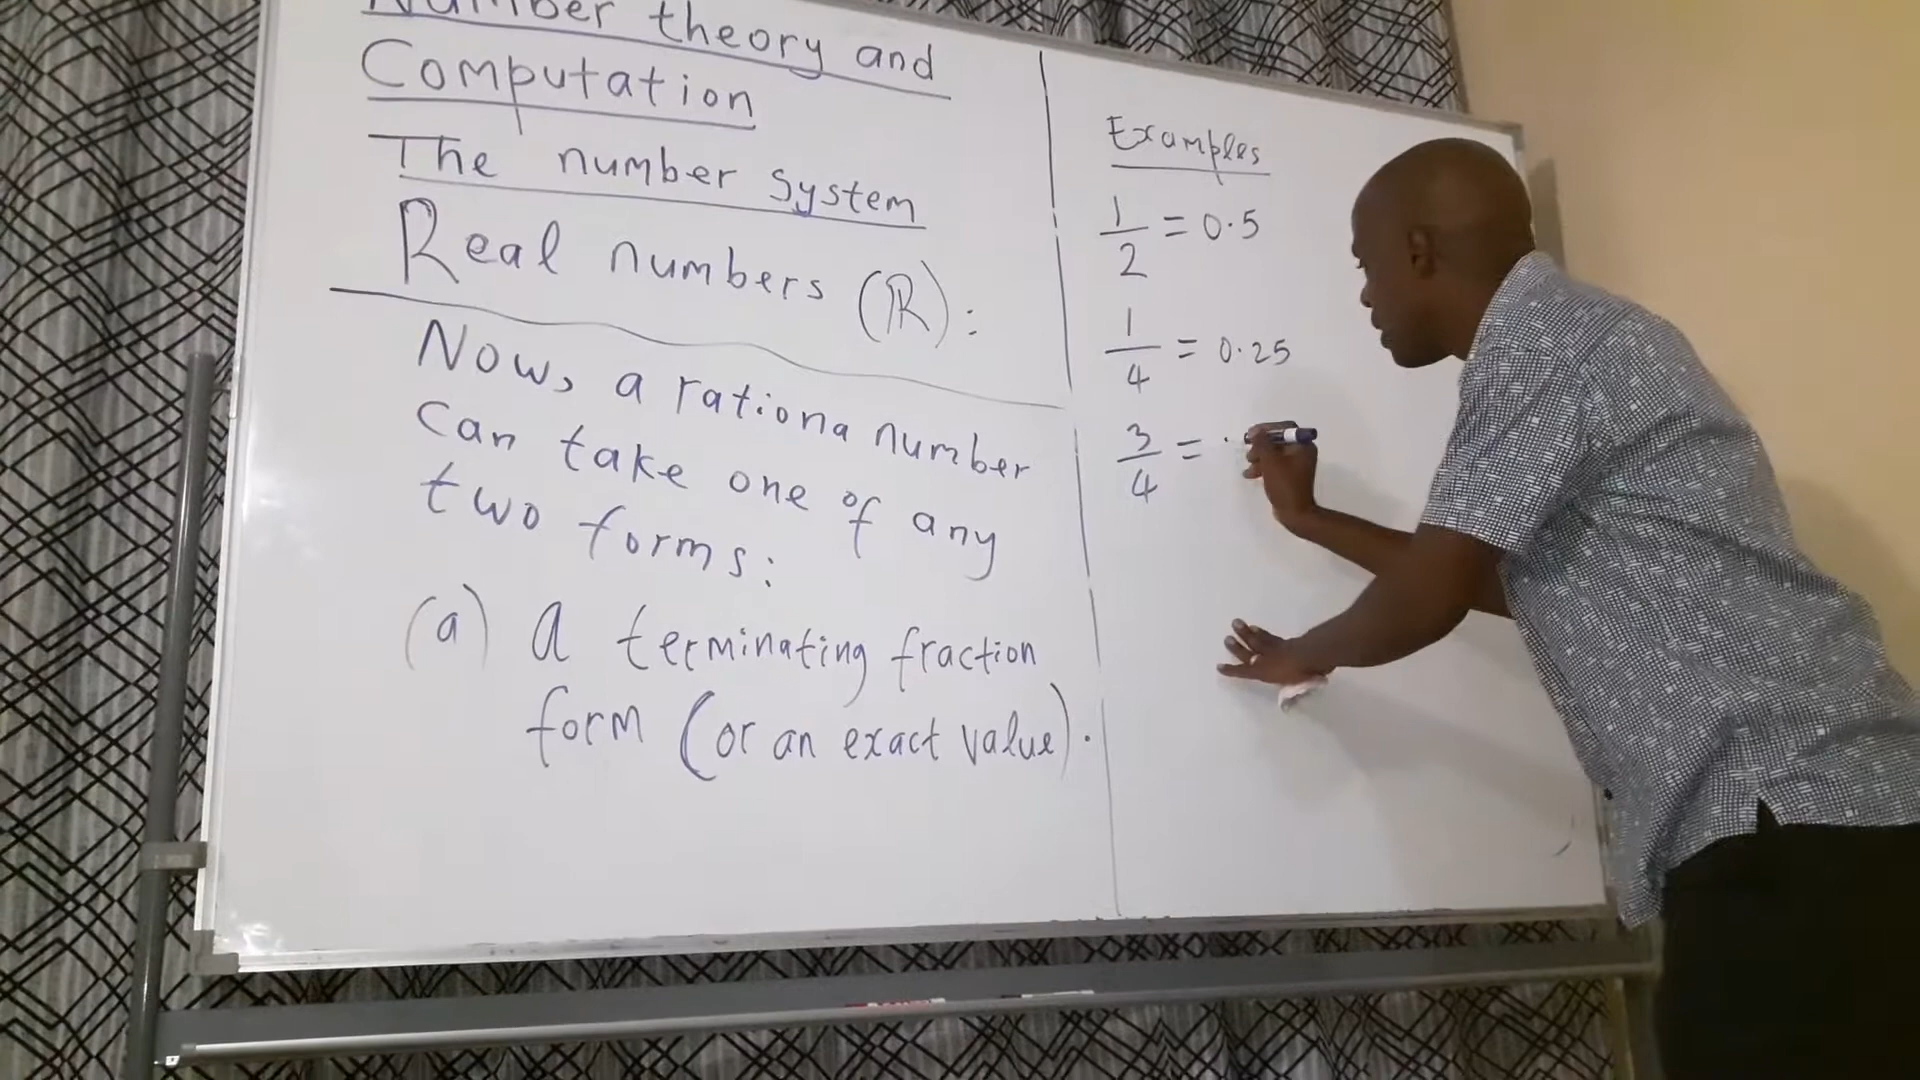 Number theory and
Computation
The number system
Real numbers (ℝ):
Now, a rationa number
can take one of any
two forms:
(a) a terminating fraction
form (or an exact value).
Examples
1/2 = 0.5
1/4 = 0.25
3/4 =